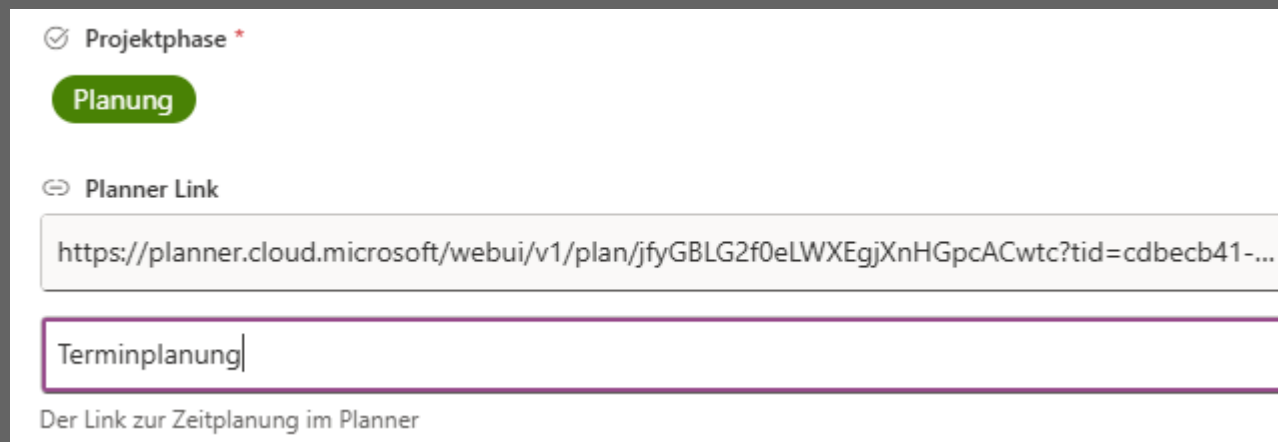 Projektphase *
Planung
Planner Link
https://planner.cloud.microsoft/webui/v1/plan/jfyGBLG2f0eLWXEgjXnHGpcACwtc?tid=cdbecb41-...
Terminplanung
Der Link zur Zeitplanung im Planner